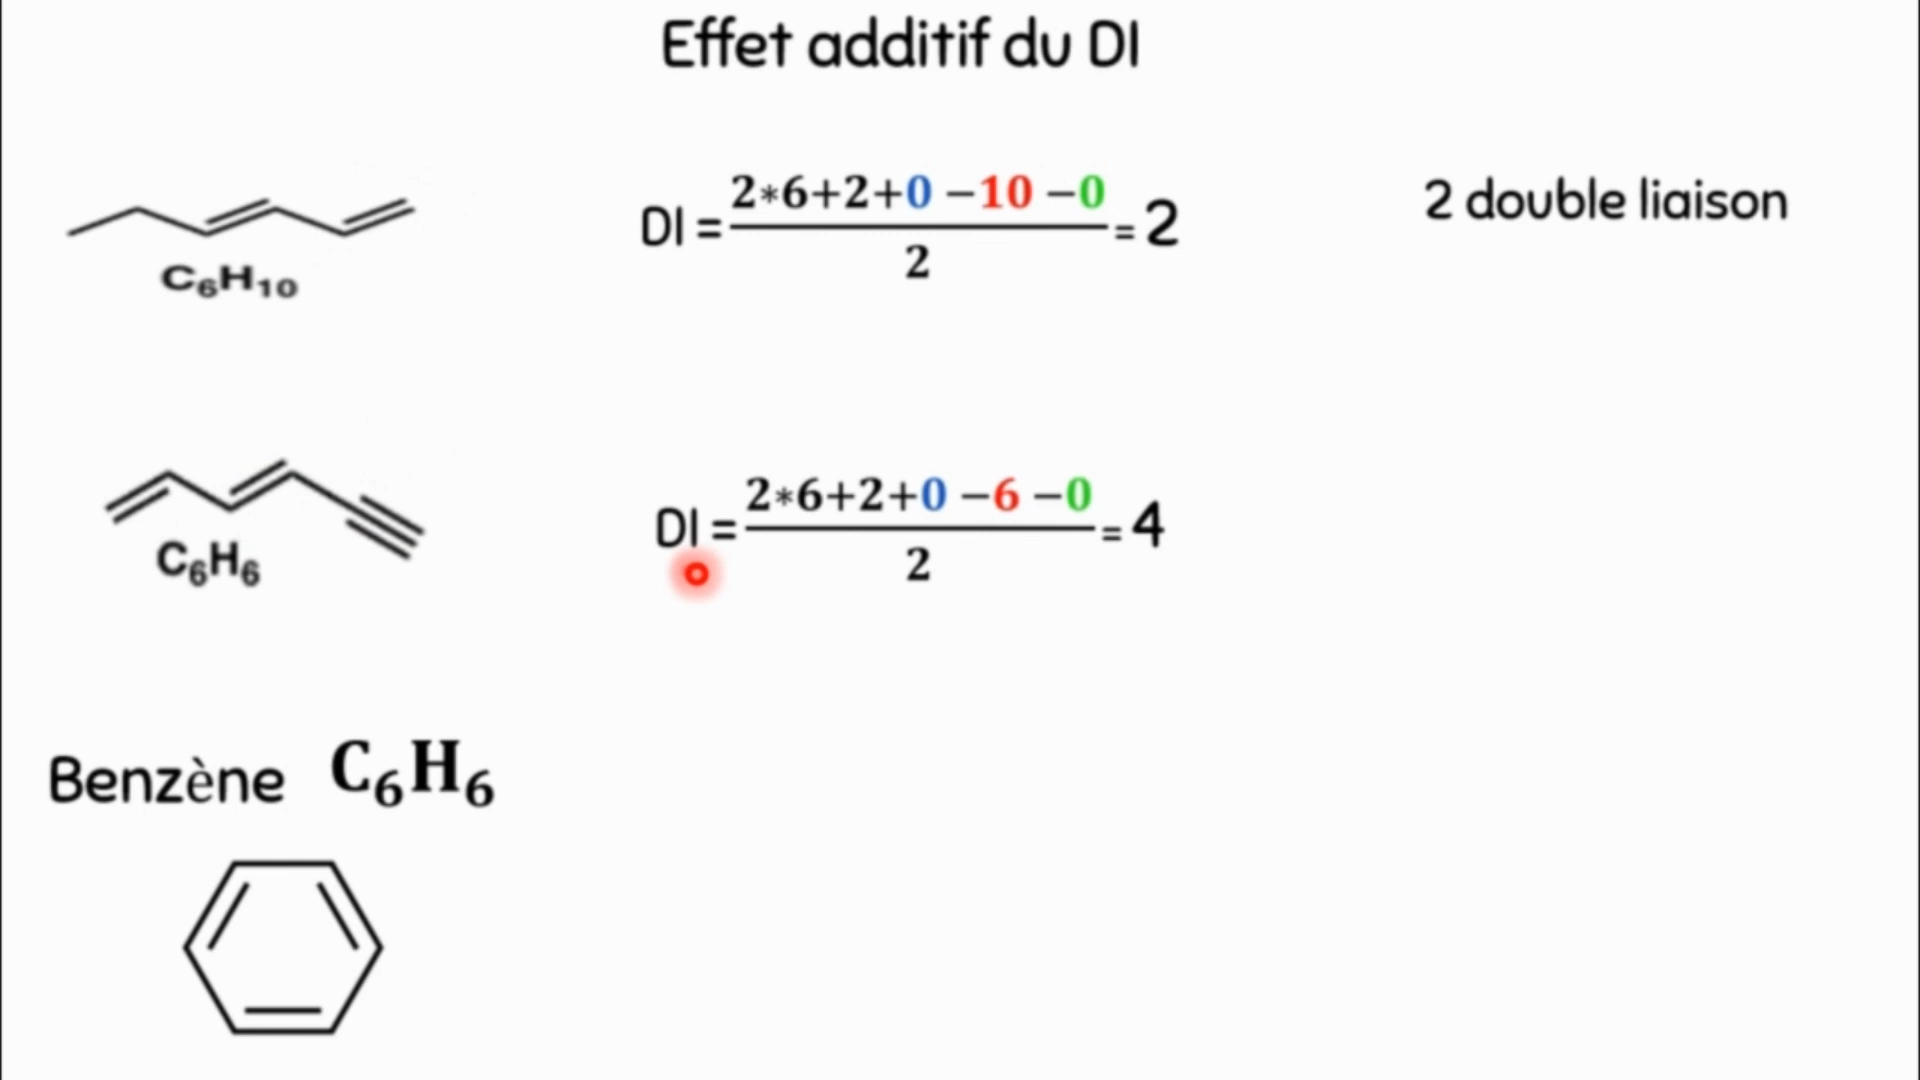 Effet additif du DI
C₆H₁₀
DI = (2*6+2+0 −10 −0)/2 = 2
2 double liaison
C₆H₆
DI = (2*6+2+0 −6 −0)/2 = 4
Benzène C₆H₆